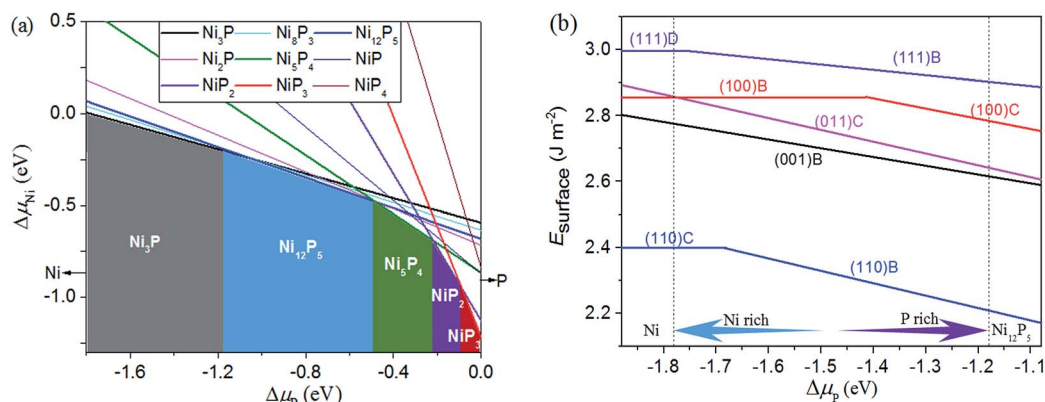 (a)
0.5
0.0
-0.5
-1.0
Δμ_Ni (eV)
Ni₃P Ni₈P₃ Ni₁₂P₅
Ni₂P Ni₅P₄ NiP
NiP₂ NiP₃ NiP₄
Ni₃P
Ni₁₂P₅
Ni₅P₄
NiP₂
NiP₃
Ni
P
-1.6 -1.2 -0.8 -0.4 0.0
Δμ_P (eV)
(b)
3.0
2.8
2.6
2.4
2.2
E_surface (J m⁻²)
(111)D
(111)B
(100)B
(100)C
(011)C
(001)B
(110)C
(110)B
Ni
Ni rich
P rich
Ni₁₂P₅
-1.8 -1.7 -1.6 -1.5 -1.4 -1.3 -1.2 -1.1
Δμ_P (eV)